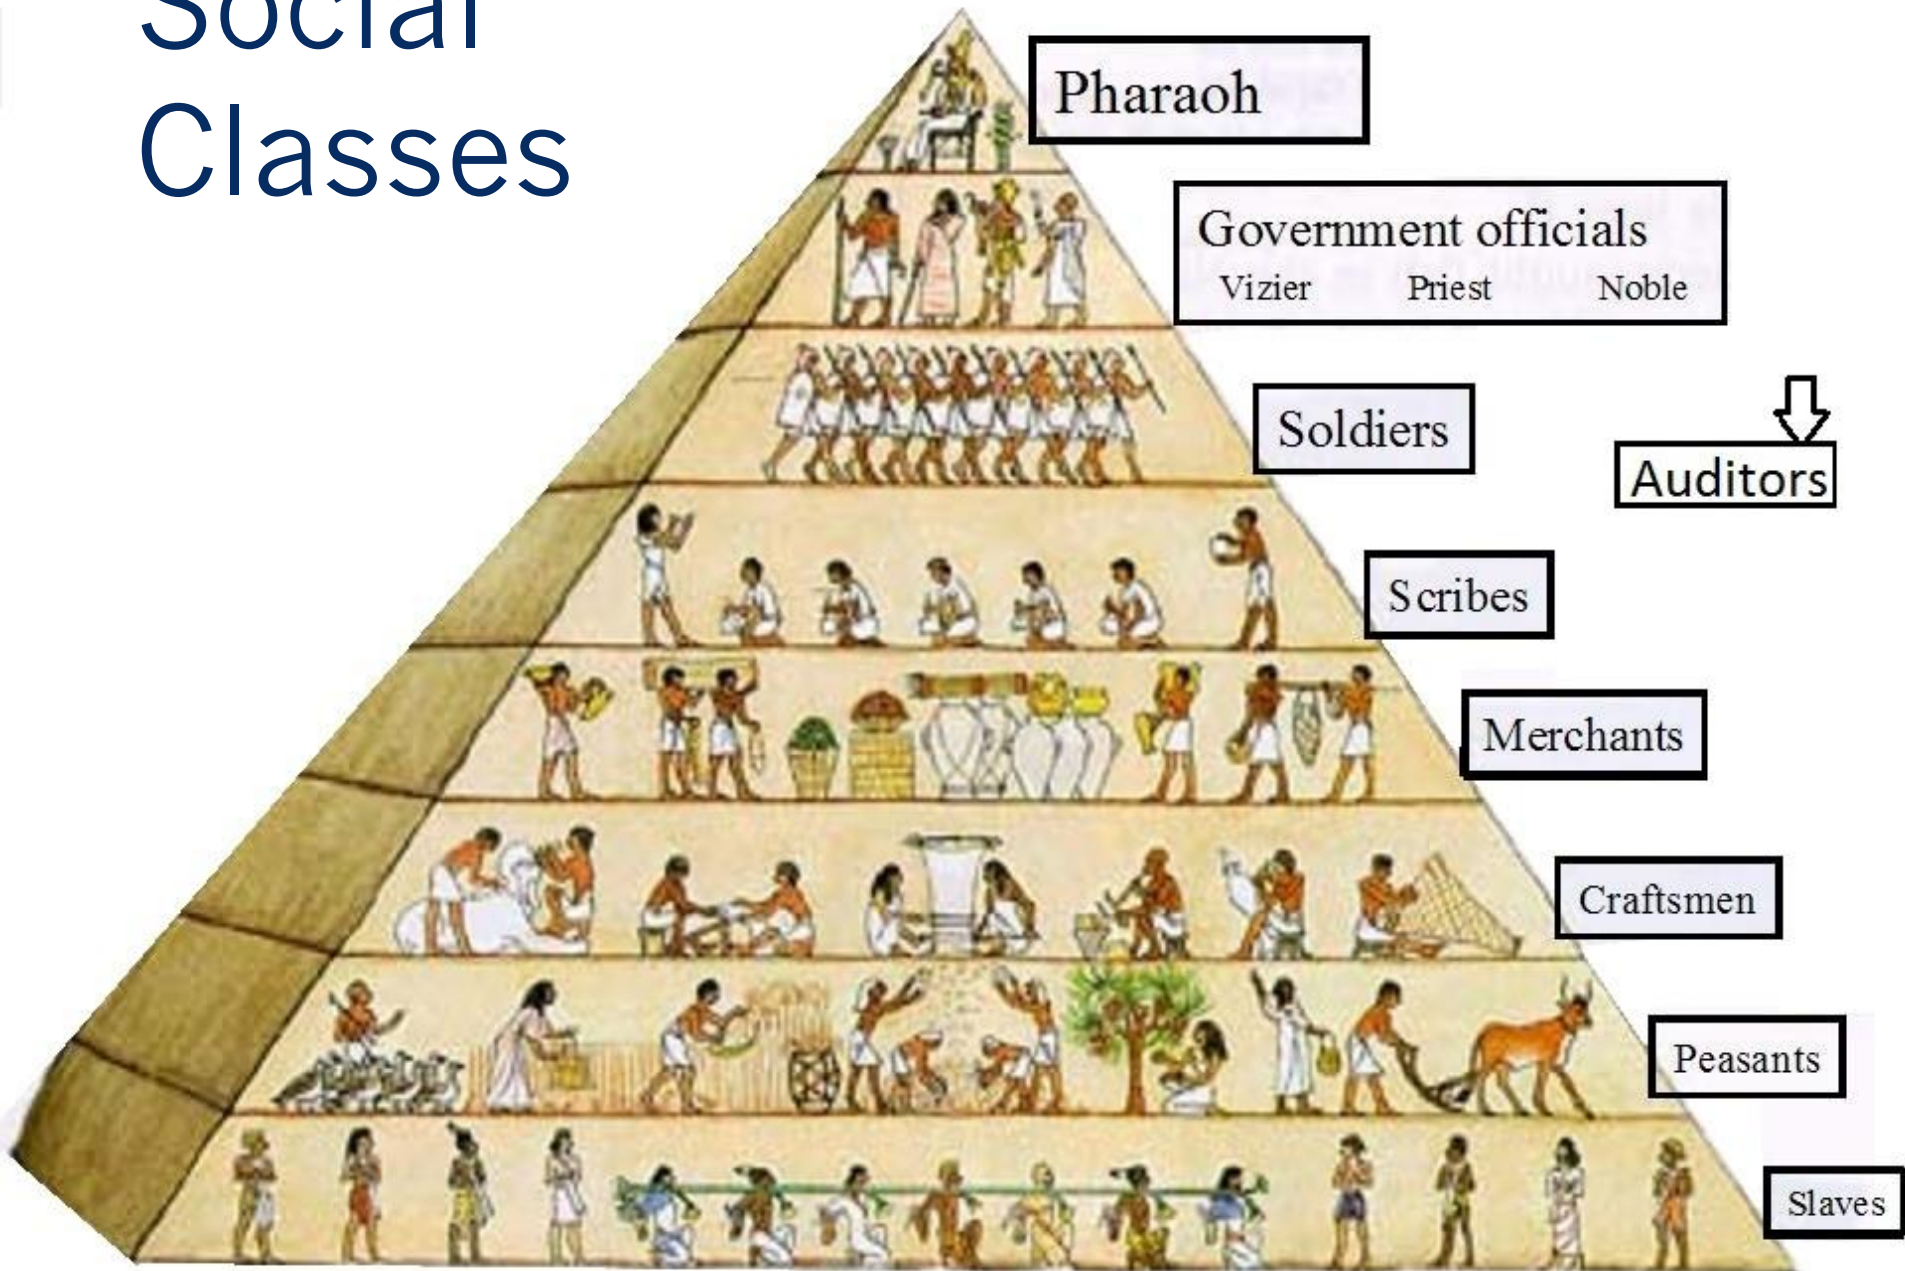 Social
Classes
Pharaoh
Government officials
Vizier Priest Noble
Soldiers
Auditors
Scribes
Merchants
Craftsmen
Peasants
Slaves